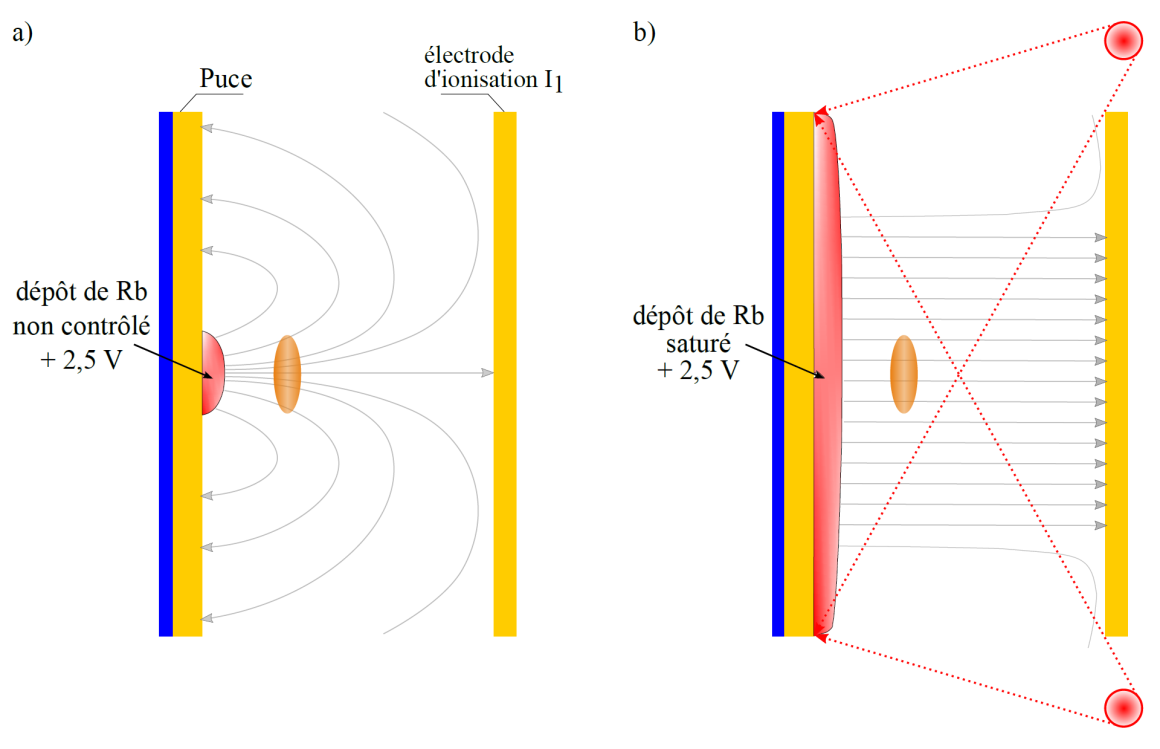 a)
Puce
électrode
d'ionisation I1
dépôt de Rb
non contrôlé
+ 2,5 V
b)
dépôt de Rb
saturé
+ 2,5 V